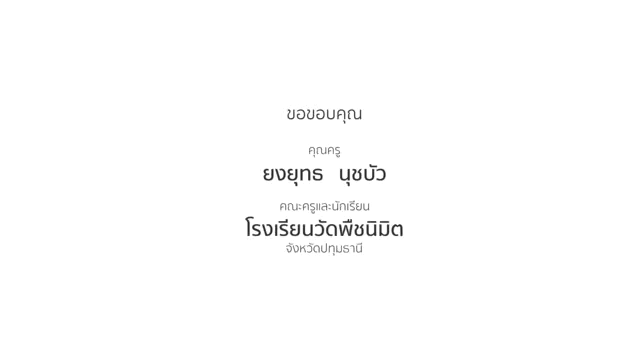 ขอขอบคุณ
คุณครู
ยงยุทธ นุชบัว
คณะครูและนักเรียน
โรงเรียนวัดพืชนิมิต
จังหวัดปทุมธานี